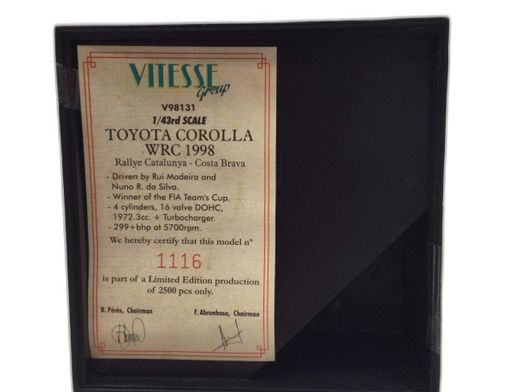 VITESSE
Group
V98131
1/43rd SCALE
TOYOTA COROLLA
WRC 1998
Rallye Catalunya - Costa Brava
- Driven by Rui Madeira and
Nuno R. da Silva.
- Winner of the FIA Team's Cup.
- 4 cylinders, 16 valve DOHC,
1972.3cc. + Turbocharger.
- 299+bhp at 5700rpm.
We hereby certify that this model nº
1116
is part of a Limited Edition production
of 2500 pcs only.
B. Pérès, Chairman F. Abrunhosa, Chairman